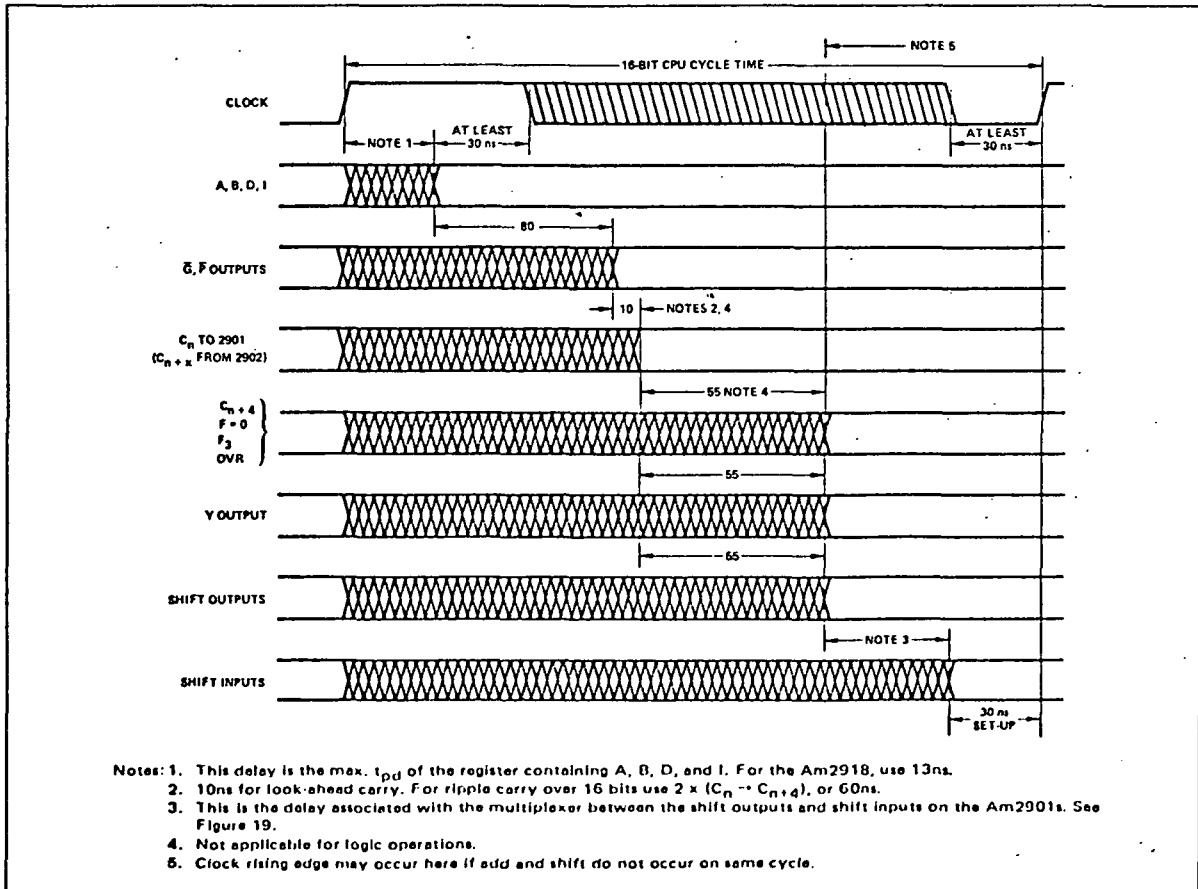 NOTE 5
16-BIT CPU CYCLE TIME
CLOCK
NOTE 1
AT LEAST
30 ns
AT LEAST
30 ns
A, B, D, I
80
G̅, P̅ OUTPUTS
10
NOTES 2, 4
Cn TO 2901
(Cn + x FROM 2902)
55 NOTE 4
Cn + 4
F = 0
F3
OVR
55
Y OUTPUT
55
SHIFT OUTPUTS
NOTE 3
SHIFT INPUTS
30 ns
SET-UP
Notes: 1. This delay is the max. tpd of the register containing A, B, D, and I. For the Am2918, use 13ns.
2. 10ns for look-ahead carry. For ripple carry over 16 bits use 2 x (Cn → Cn+4), or 60ns.
3. This is the delay associated with the multiplexer between the shift outputs and shift inputs on the Am2901s. See
Figure 19.
4. Not applicable for logic operations.
5. Clock rising edge may occur here if add and shift do not occur on same cycle.